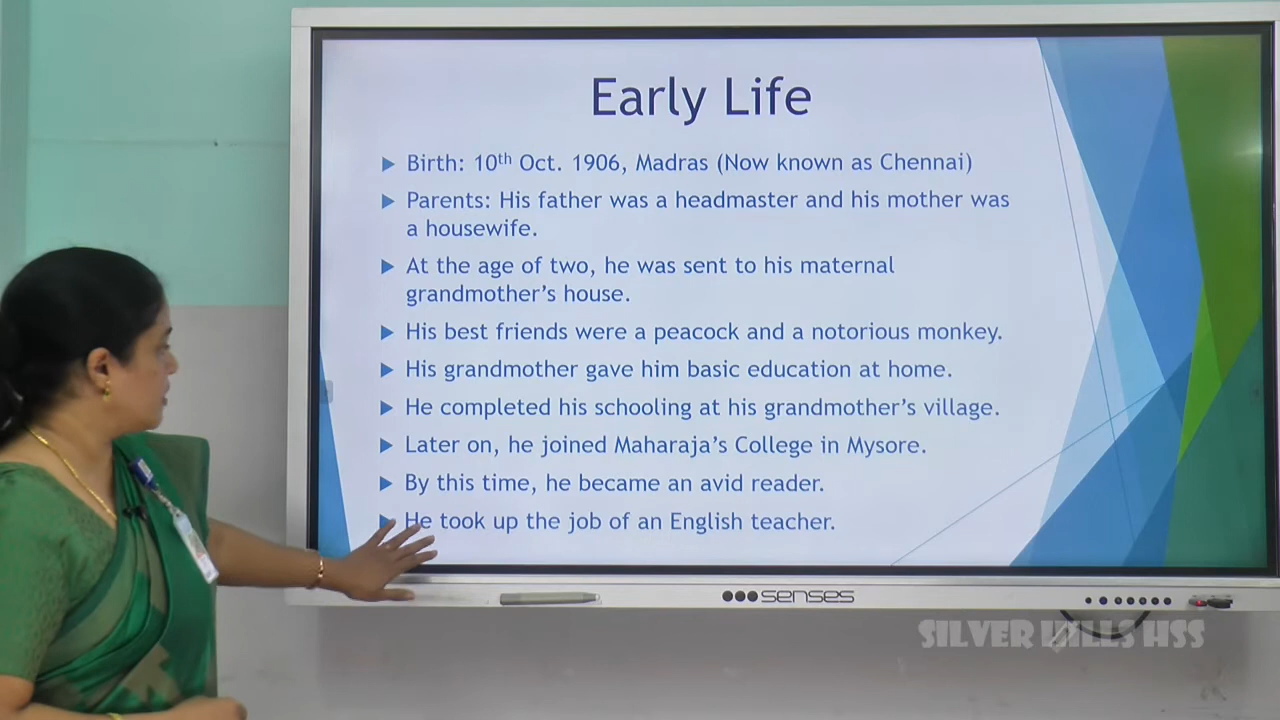 Early Life
Birth: 10th Oct. 1906, Madras (Now known as Chennai)
Parents: His father was a headmaster and his mother was
a housewife.
At the age of two, he was sent to his maternal
grandmother's house.
His best friends were a peacock and a notorious monkey.
His grandmother gave him basic education at home.
He completed his schooling at his grandmother's village.
Later on, he joined Maharaja's College in Mysore.
By this time, he became an avid reader.
He took up the job of an English teacher.
senses
SILVER HILLS HSS